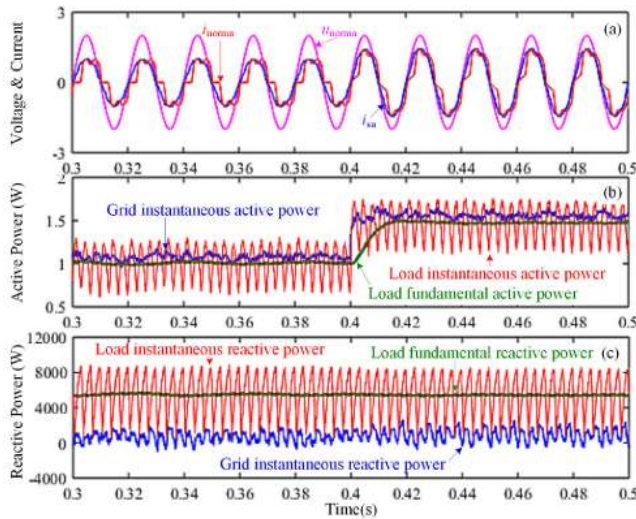 3
i_norma
u_norma
(a)
Voltage & Current
0
i_sa
-3
0.3 0.32 0.34 0.36 0.38 0.4 0.42 0.44 0.46 0.48 0.5
2
Grid instantaneous active power
(b)
Active Power (W)
1.5
1
Load instantaneous active power
Load fundamental active power
0.5
0.3 0.32 0.34 0.36 0.38 0.4 0.42 0.44 0.46 0.48 0.5
12000
Load instantaneous reactive power
Load fundamental reactive power
(c)
Reactive Power (W)
8000
4000
0
Grid instantaneous reactive power
-4000
0.3 0.32 0.34 0.36 0.38 0.4 0.42 0.44 0.46 0.48 0.5
Time(s)